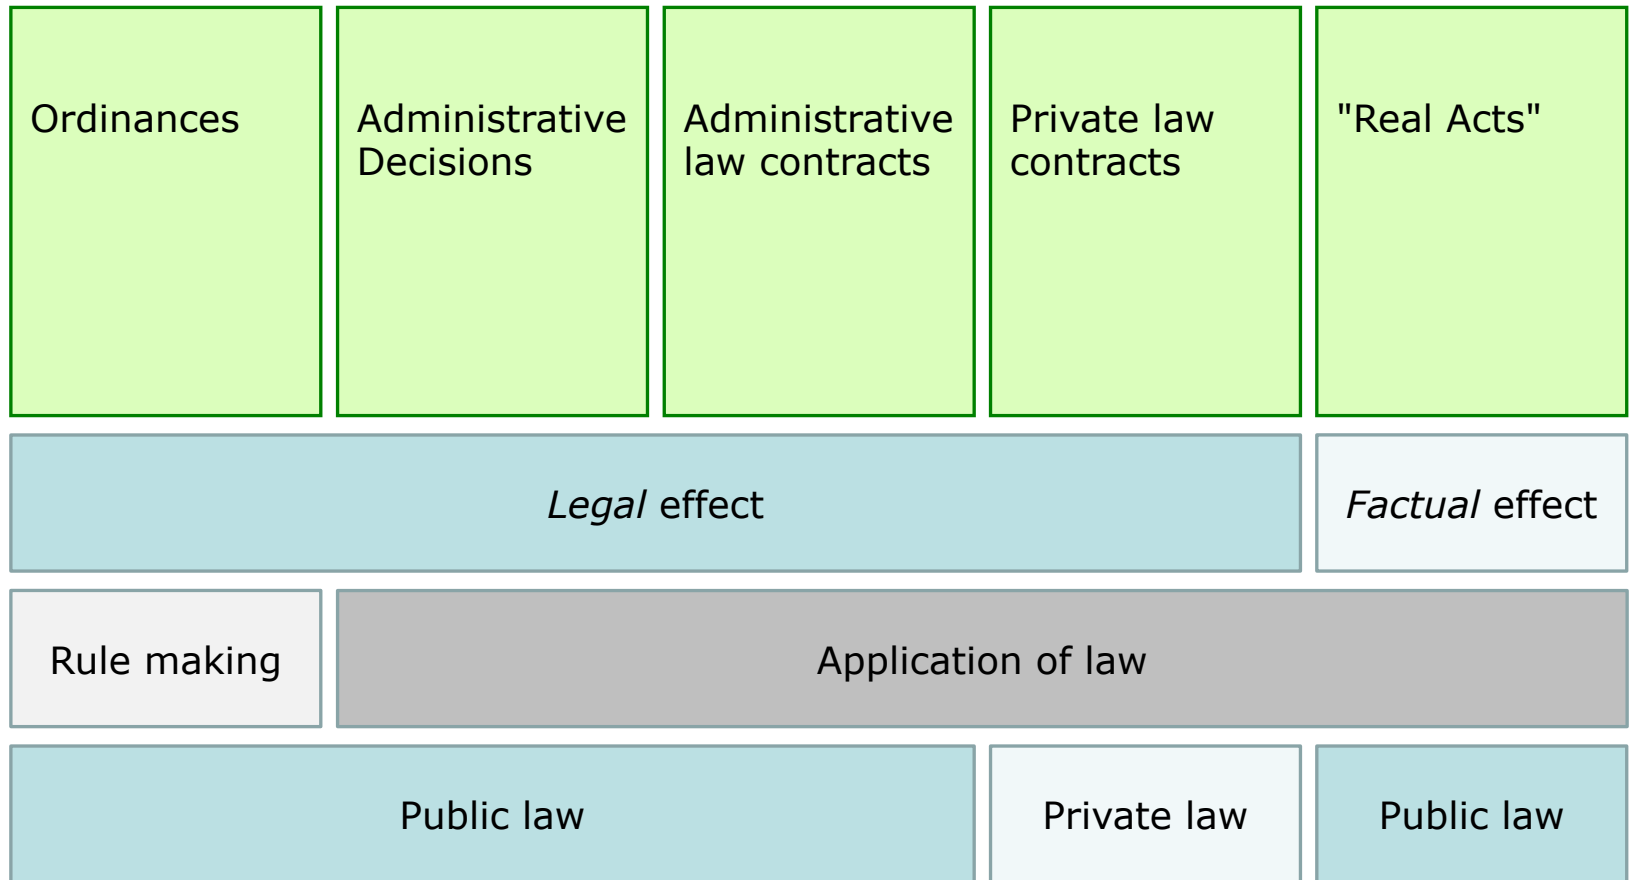 Ordinances
Administrative
Decisions
Administrative
law contracts
Private law
contracts
"Real Acts"
Legal effect
Factual effect
Rule making
Application of law
Public law
Private law
Public law